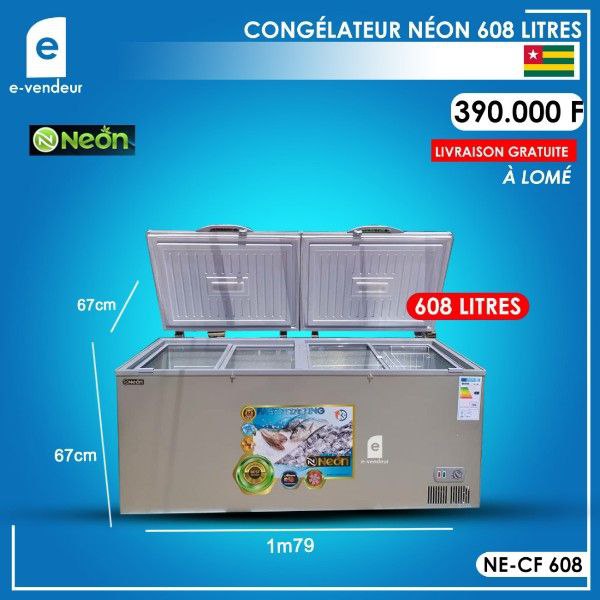 e
e-vendeur
CONGÉLATEUR NÉON 608 LITRES
390.000 F
Neon
LIVRAISON GRATUITE
À LOMÉ
67cm
608 LITRES
Neon
67cm
e
e-vendeur
Neon
1m79
NE-CF 608